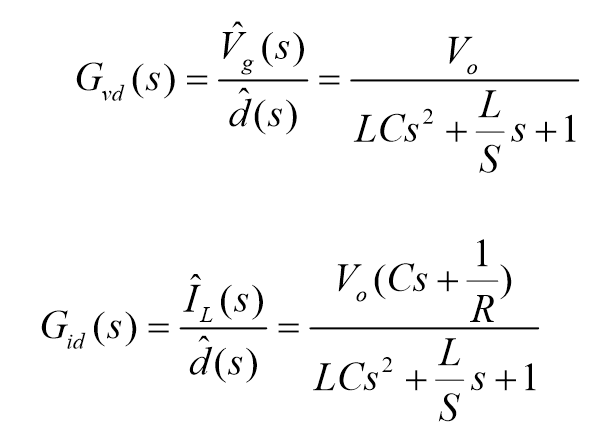 G_{vd}(s) = \frac{\hat{V}_g(s)}{\hat{d}(s)} = \frac{V_o}{LCs^2 + \frac{L}{S}s + 1}
G_{id}(s) = \frac{\hat{I}_L(s)}{\hat{d}(s)} = \frac{V_o(Cs + \frac{1}{R})}{LCs^2 + \frac{L}{S}s + 1}